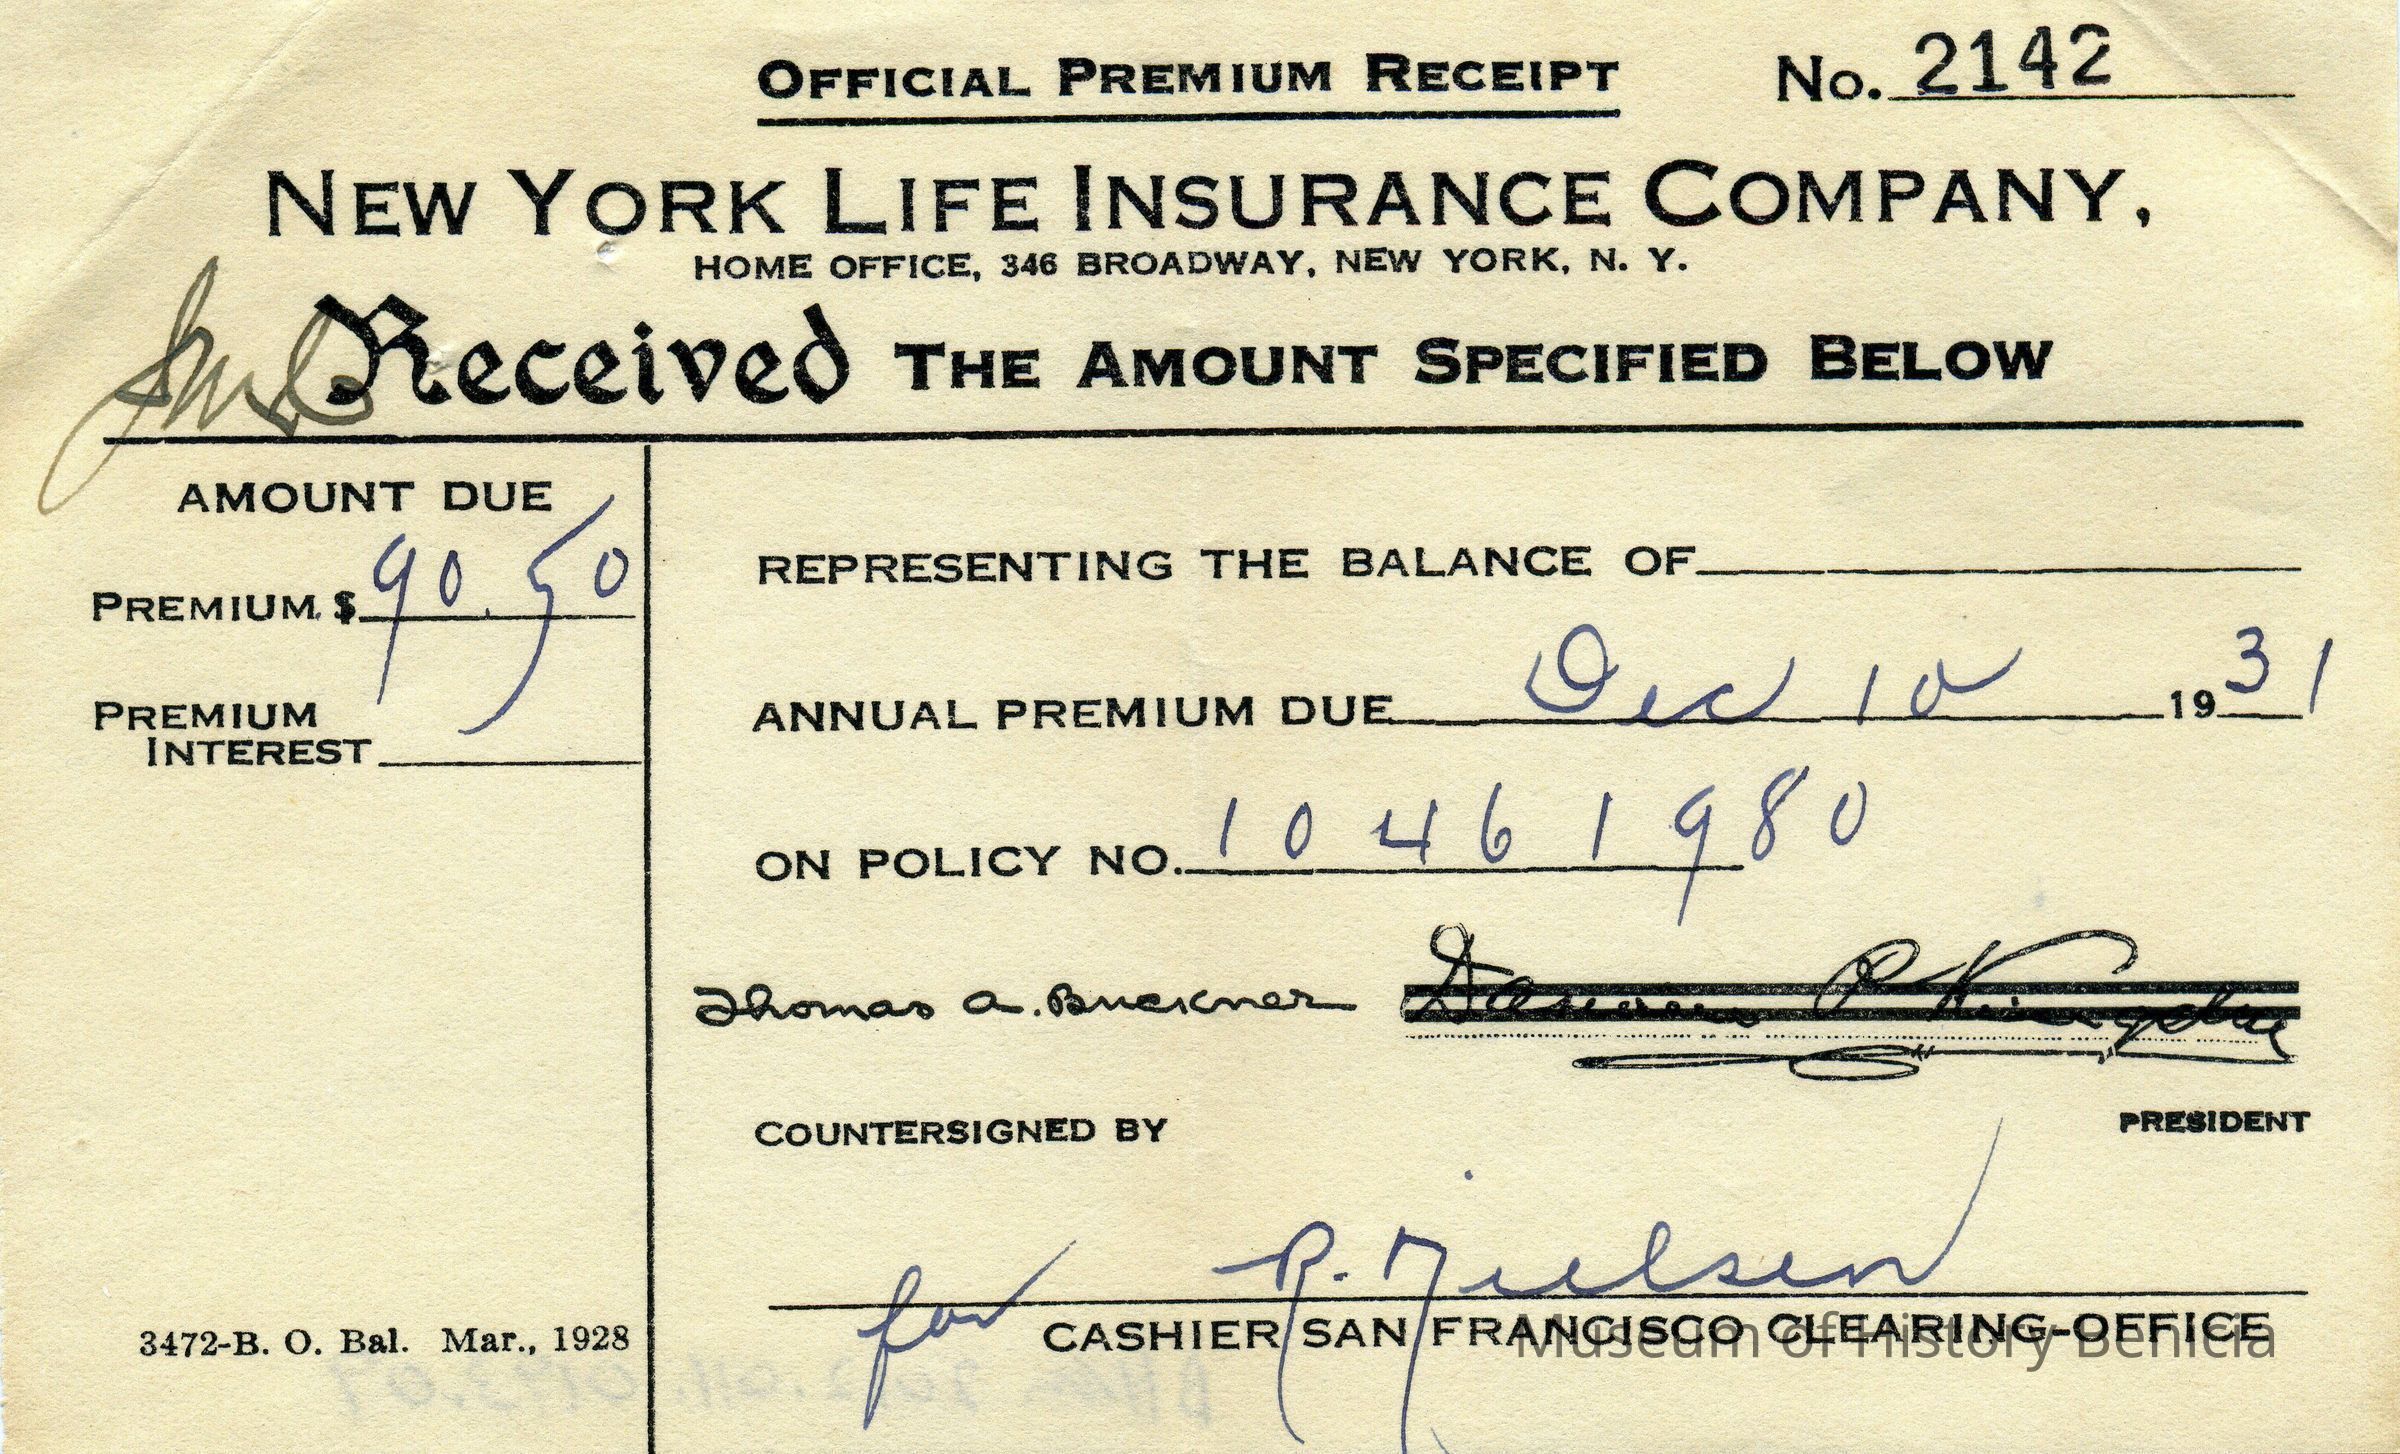 OFFICIAL PREMIUM RECEIPT No. 2142
NEW YORK LIFE INSURANCE COMPANY,
HOME OFFICE, 346 BROADWAY, NEW YORK, N. Y.
Received THE AMOUNT SPECIFIED BELOW
AMOUNT DUE
PREMIUM $ 90.50
PREMIUM
INTEREST
REPRESENTING THE BALANCE OF
ANNUAL PREMIUM DUE Dec 10 1931
ON POLICY NO. 10461980
Thomas A. Buckner
PRESIDENT
COUNTERSIGNED BY
for R. Nielsen
CASHIER SAN FRANCISCO CLEARING-OFFICE
3472-B. O. Bal. Mar., 1928
Museum of History Benicia